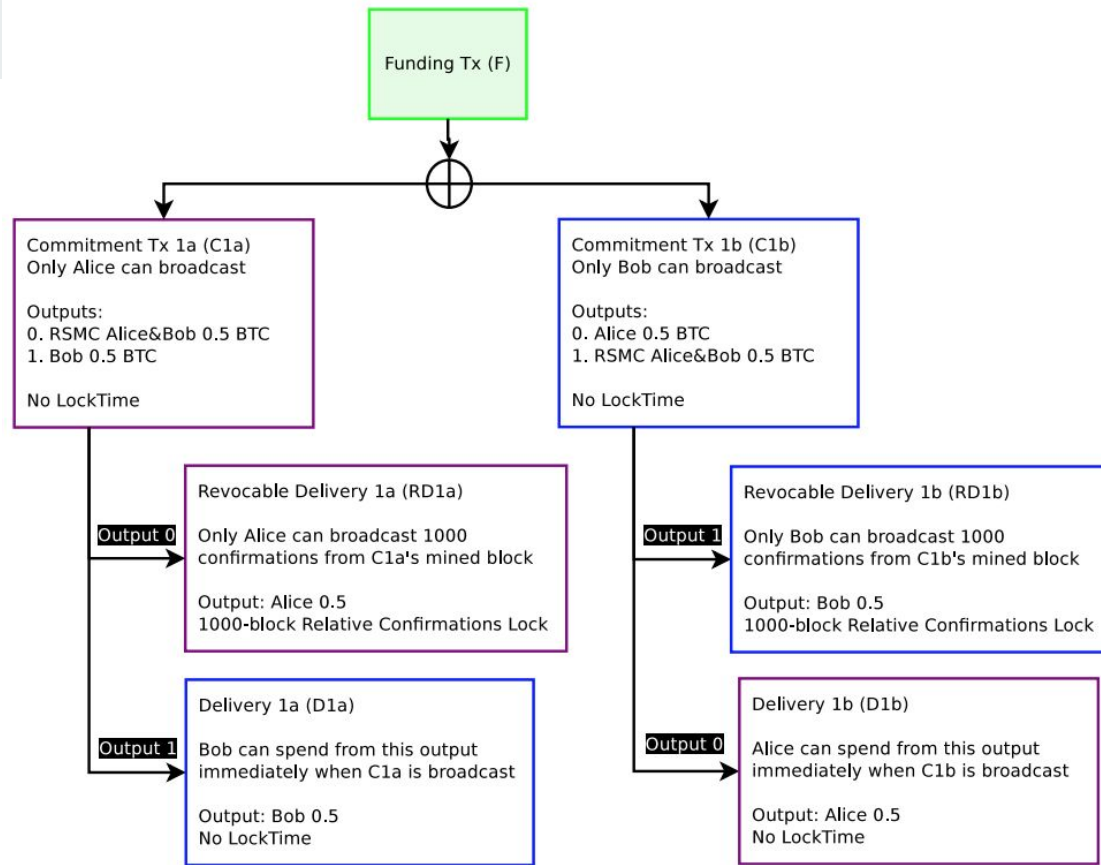 Funding Tx (F)
Commitment Tx 1a (C1a)
Only Alice can broadcast
Outputs:
0. RSMC Alice&Bob 0.5 BTC
1. Bob 0.5 BTC
No LockTime
Commitment Tx 1b (C1b)
Only Bob can broadcast
Outputs:
0. Alice 0.5 BTC
1. RSMC Alice&Bob 0.5 BTC
No LockTime
Output 0
Revocable Delivery 1a (RD1a)
Only Alice can broadcast 1000
confirmations from C1a's mined block
Output: Alice 0.5
1000-block Relative Confirmations Lock
Output 1
Revocable Delivery 1b (RD1b)
Only Bob can broadcast 1000
confirmations from C1b's mined block
Output: Bob 0.5
1000-block Relative Confirmations Lock
Output 1
Delivery 1a (D1a)
Bob can spend from this output
immediately when C1a is broadcast
Output: Bob 0.5
No LockTime
Output 0
Delivery 1b (D1b)
Alice can spend from this output
immediately when C1b is broadcast
Output: Alice 0.5
No LockTime